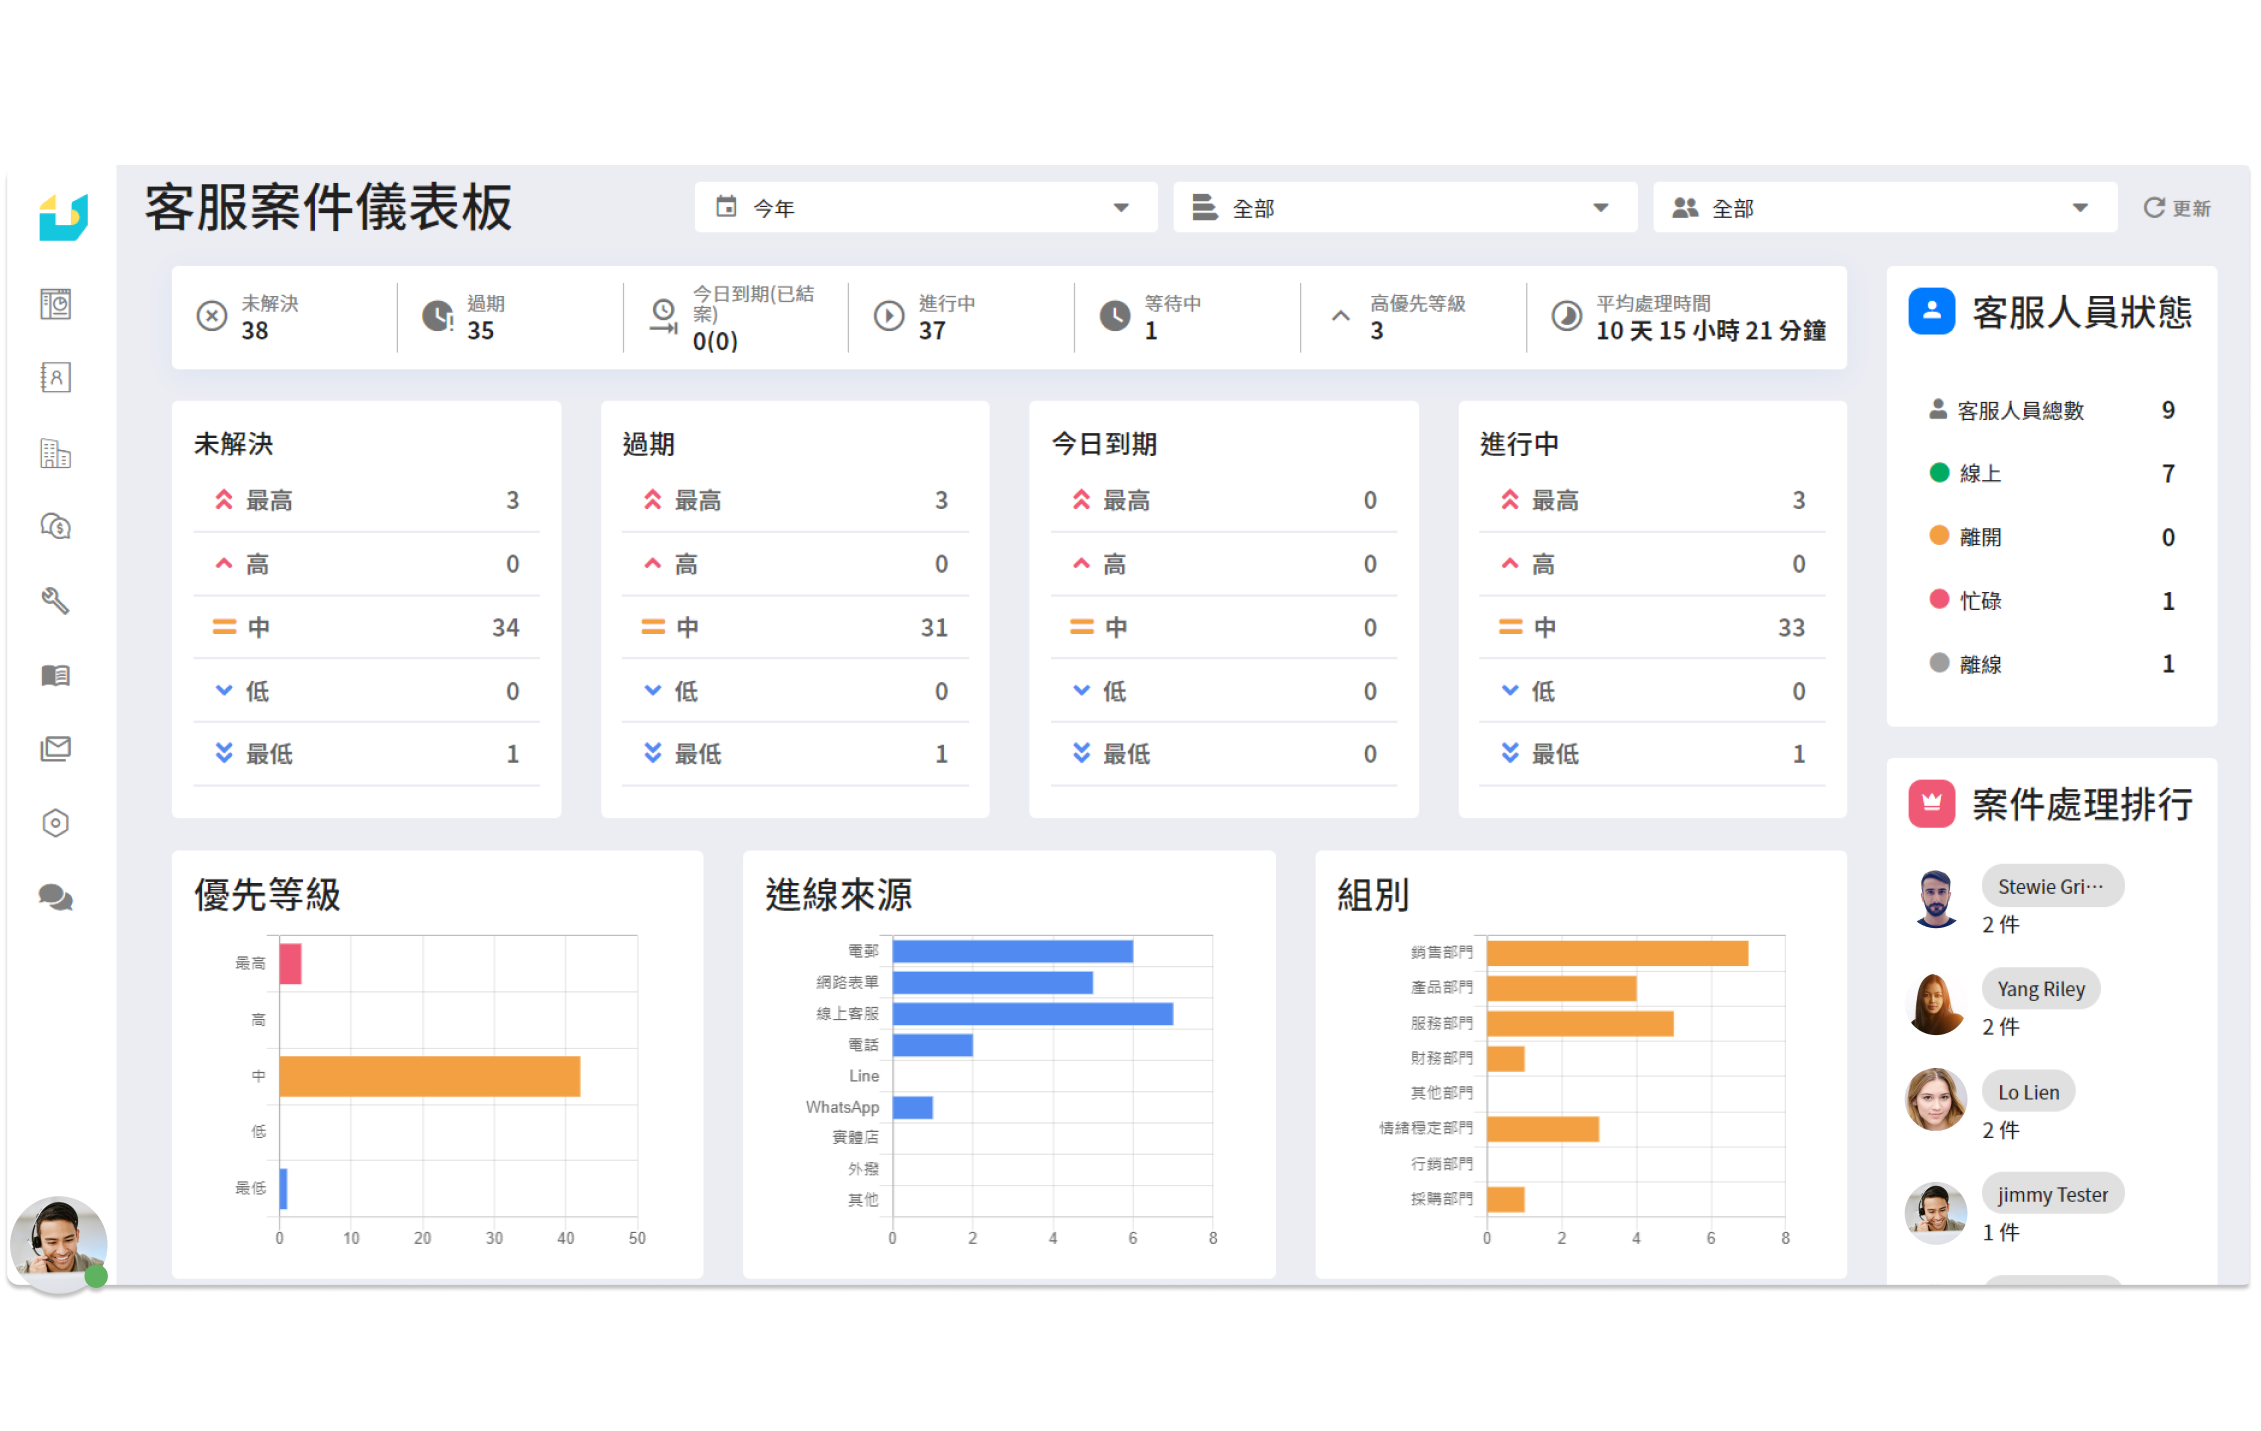 客服案件儀表板
今年
全部
全部
更新
未解決
38
過期
35
今日到期(已結
案)
0(0)
進行中
37
等待中
1
高優先等級
3
平均處理時間
10 天 15 小時 21 分鐘
未解決
最高 3
高 0
中 34
低 0
最低 1
過期
最高 3
高 0
中 31
低 0
最低 1
今日到期
最高 0
高 0
中 0
低 0
最低 0
進行中
最高 3
高 0
中 33
低 0
最低 1
客服人員狀態
客服人員總數 9
線上 7
離開 0
忙碌 1
離線 1
優先等級
最高
高
中
低
最低
0 10 20 30 40 50
進線來源
電郵
網路表單
線上客服
電話
Line
WhatsApp
實體店
外撥
其他
0 2 4 6 8
組別
銷售部門
產品部門
服務部門
財務部門
其他部門
情緒穩定部門
行銷部門
採購部門
0 2 4 6 8
案件處理排行
Stewie Gri…
2 件
Yang Riley
2 件
Lo Lien
2 件
jimmy Tester
1 件